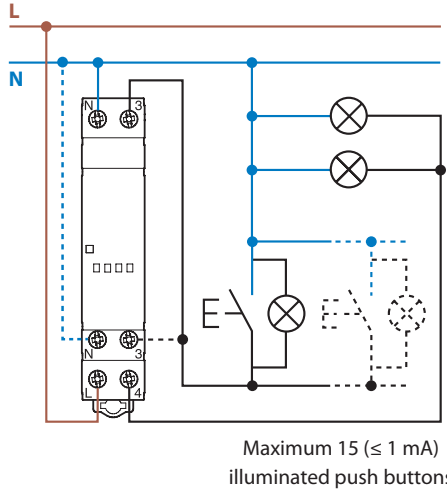 L
N
N 3
N 3
L 4
Maximum 15 (≤ 1 mA)
illuminated push buttons